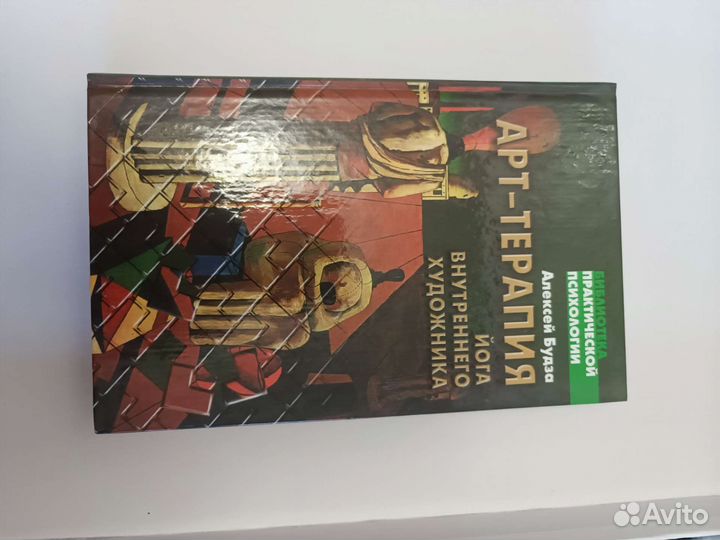 БИБЛИОТЕКА
ПРАКТИЧЕСКОЙ
ПСИХОЛОГИИ
Алексей Будза
АРТ-ТЕРАПИЯ
ЙОГА
ВНУТРЕННЕГО
ХУДОЖНИКА
Avito